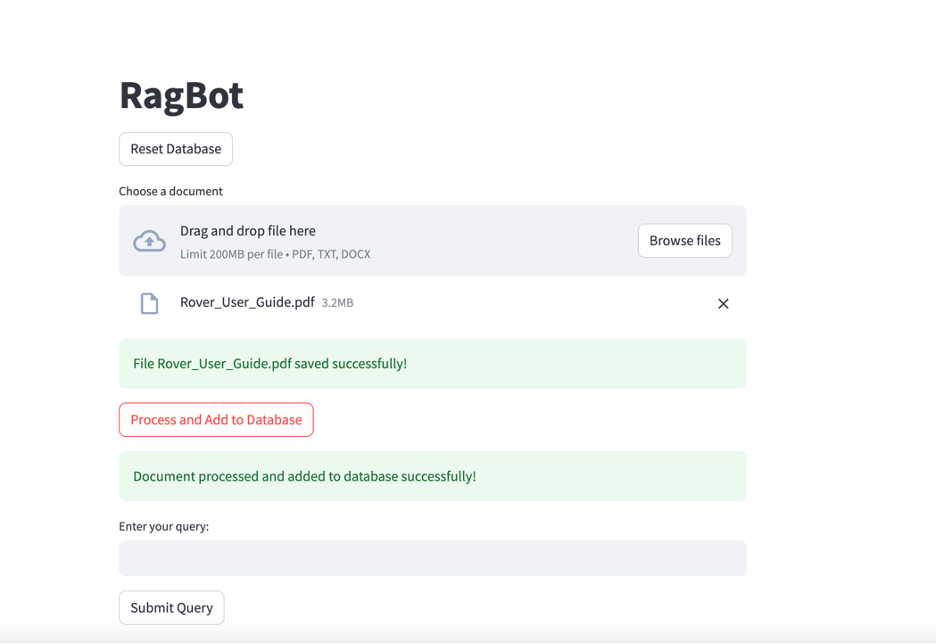 RagBot
Reset Database
Choose a document
Drag and drop file here
Limit 200MB per file • PDF, TXT, DOCX
Browse files
Rover_User_Guide.pdf 3.2MB
File Rover_User_Guide.pdf saved successfully!
Process and Add to Database
Document processed and added to database successfully!
Enter your query:
Submit Query